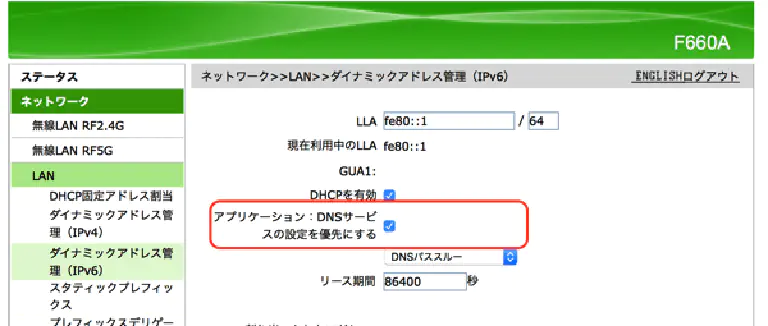 F660A
ステータス
ネットワーク>>LAN>>ダイナミックアドレス管理（IPv6） ENGLISHログアウト
ネットワーク
無線LAN RF2.4G
無線LAN RF5G
LAN
DHCP固定アドレス割当
ダイナミックアドレス管
理（IPv4）
ダイナミックアドレス管
理（IPv6）
スタティックプレフィッ
クス
プレフィックスデリゲー
LLA fe80::1 / 64
現在利用中のLLA fe80::1
GUA1:
DHCPを有効
アプリケーション：DNSサービ
スの設定を優先にする
DNSパススルー
リース期間 86400 秒